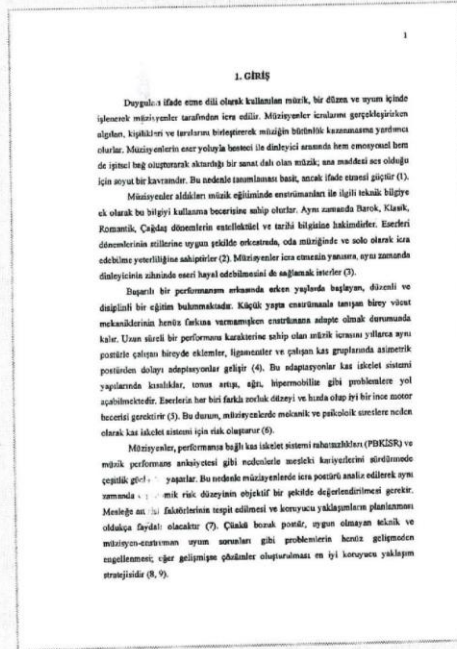 1
1. GİRİŞ
Duyguları ifade etme dili olarak kullanılan müzik, bir düzen ve uyum içinde
işlenerek müzisyenler tarafından icra edilir. Müzisyenler icralarını gerçekleştirirken
algıları, kişilikleri ve tavrlarını birleştirerek müziğin bütünlük kazanmasına yardımcı
olurlar. Müzisyenlerin eser yoluyla besteci ile dinleyici arasında hem emosyonel hem
de işitsel bağ oluşturarak aktardığı bir sanat dalı olan müzik; ana maddesi ses olduğu
için soyut bir kavramdır. Bu nedenle tanımlaması basit, ancak ifade etmesi güçtür (1).
Müzisyenler aldıkları müzik eğitiminde enstrümanları ile ilgili teknik bilgiye
ek olarak bu bilgiyi kullanma becerisine sahip olurlar. Aynı zamanda Barok, Klasik,
Romantik, Çağdaş dönemlerin entellektüel ve tarihi bilgisine hakimdirler. Eserleri
dönemlerinin stillerine uygun şekilde orkestrada, oda müziğinde ve solo olarak icra
edebilme yeterliliğine sahiptirler (2). Müzisyenler icra etmenin yanısıra, aynı zamanda
dinleyicinin zihninde eseri hayal edebilmesini de sağlamak isterler (3).
Başarılı bir performansın arkasında erken yaşlarda başlayan, düzenli ve
disiplinli bir eğitim bulunmaktadır. Küçük yaşta enstrümanla tanışan birey vücut
mekaniklerinin henüz farkına varmamışken enstrümana adapte olmak durumunda
kalır. Uzun süreli bir performans karakterine sahip olan müzik icrasını yıllarca aynı
postürle çalışan bireyde eklemler, ligamentler ve çalışan kas gruplarında asimetrik
postürden dolayı adaptasyonlar gelişir (4). Bu adaptasyonlar kas iskelet sistemi
yapılarında kısalıklar, tonus artışı, ağrı, hipermobilite gibi problemlere yol
açabilmektedir. Eserlerin her biri farklı zorluk düzeyi ve hızda olup iyi bir ince motor
becerisi gerektirir (5). Bu durum, müzisyenlerde mekanik ve psikolojik streslere neden
olarak kas iskelet sistemi için risk oluşturur (6).
Müzisyenler, performansa bağlı kas iskelet sistemi rahatsızlıkları (PBKİSR) ve
müzik performans anksiyetesi gibi nedenlerle mesleki kariyerlerini sürdürmede
çeşitlik yaşarlar. Bu nedenle müzisyenlerde icra postürü analiz edilerek aynı
zamanda risk düzeyinin objektif bir şekilde değerlendirilmesi gerekir.
Mesleğe faktörlerinin tespit edilmesi ve koruyucu yaklaşımların planlanması
oldukça faydalı olacaktır (7). Çünkü bozuk postür, uygun olmayan teknik ve
müzisyen-enstrüman uyum sorunları gibi problemlerin henüz gelişmeden
engellenmesi; eğer gelişmişse çözümler oluşturulması en iyi koruyucu yaklaşım
stratejisidir (8, 9).